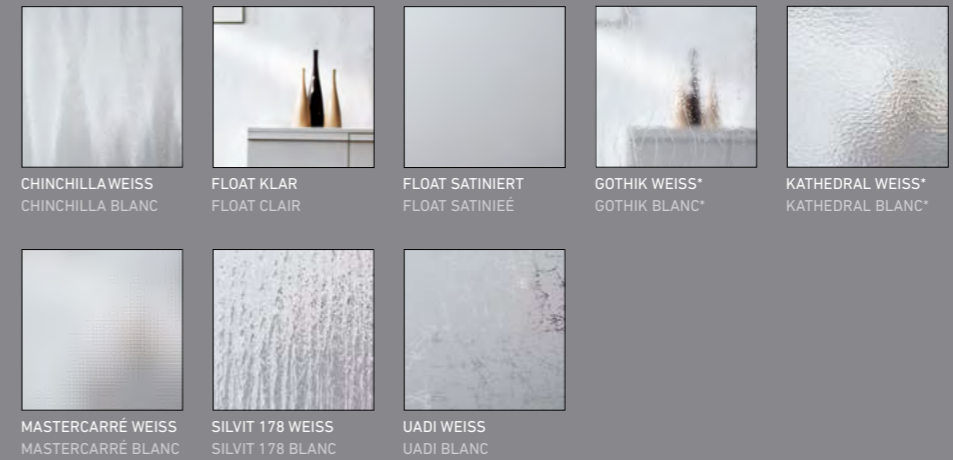 CHINCHILLA WEISS
CHINCHILLA BLANC
FLOAT KLAR
FLOAT CLAIR
FLOAT SATINIERT
FLOAT SATINIEÉ
GOTHIK WEISS*
GOTHIK BLANC*
KATHEDRAL WEISS*
KATHEDRAL BLANC*
MASTERCARRÉ WEISS
MASTERCARRÉ BLANC
SILVIT 178 WEISS
SILVIT 178 BLANC
UADI WEISS
UADI BLANC